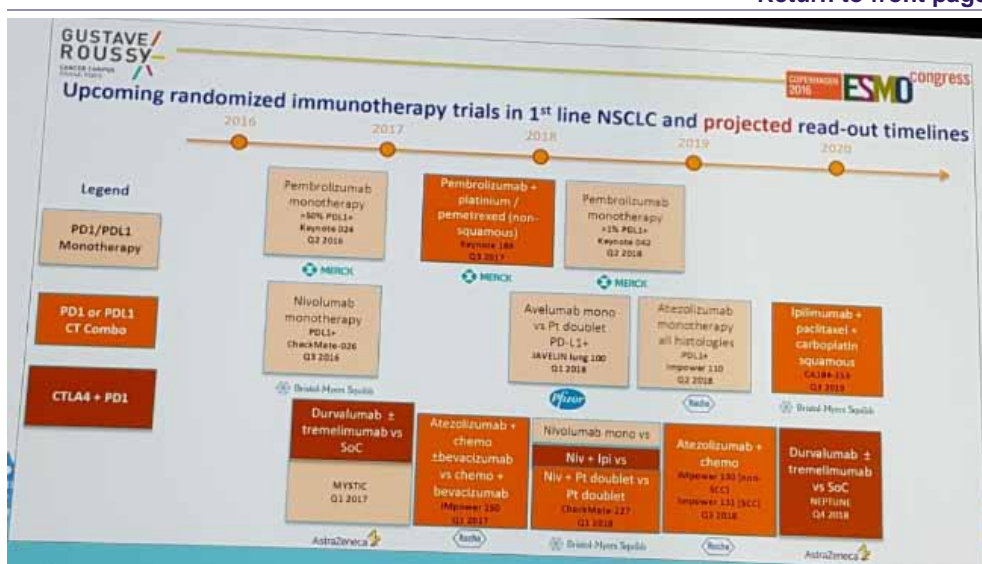 Return to front page
GUSTAVE/
ROUSSY
CANCER CAMPUS
GRAND PARIS
COPENHAGEN
2016
ESMO congress
Upcoming randomized immunotherapy trials in 1st line NSCLC and projected read-out timelines
2016 2017 2018 2019 2020
Legend
PD1/PDL1
Monotherapy
PD1 or PDL1
CT Combo
CTLA4 + PD1
Pembrolizumab
monotherapy
>50% PDL1+
Keynote 024
Q2 2016
MERCK
Pembrolizumab +
platinium /
pemetrexed (non-
squamous)
Keynote 189
Q3 2017
MERCK
Pembrolizumab
monotherapy
>1% PDL1+
Keynote 042
Q2 2018
MERCK
Nivolumab
monotherapy
PDL1+
CheckMate-026
Q3 2016
Bristol-Myers Squibb
Avelumab mono
vs Pt doublet
PD-L1+
JAVELIN lung 100
Q1 2018
Pfizer
Atezolizumab
monotherapy
all histologies
PDL1+
Impower 110
Q2 2018
Roche
Ipilimumab +
paclitaxel +
carboplatin
squamous
Bristol-Myers Squibb
Durvalumab ±
tremelimumab vs
SoC
MYSTIC
Q1 2017
AstraZeneca
Atezolizumab +
chemo
±bevacizumab
vs chemo +
bevacizumab
IMpower 150
Q1 2017
Roche
Nivolumab mono vs
Niv + Ipi vs
Niv + Pt doublet vs
Pt doublet
CheckMate-227
Q1 2018
Bristol-Myers Squibb
Atezolizumab +
chemo
IMpower 130 [non-
SCC]
Impower 131 [SCC]
Q3 2018
Roche
Durvalumab ±
tremelimumab
vs SoC
NEPTUNE
Q4 2018
AstraZeneca